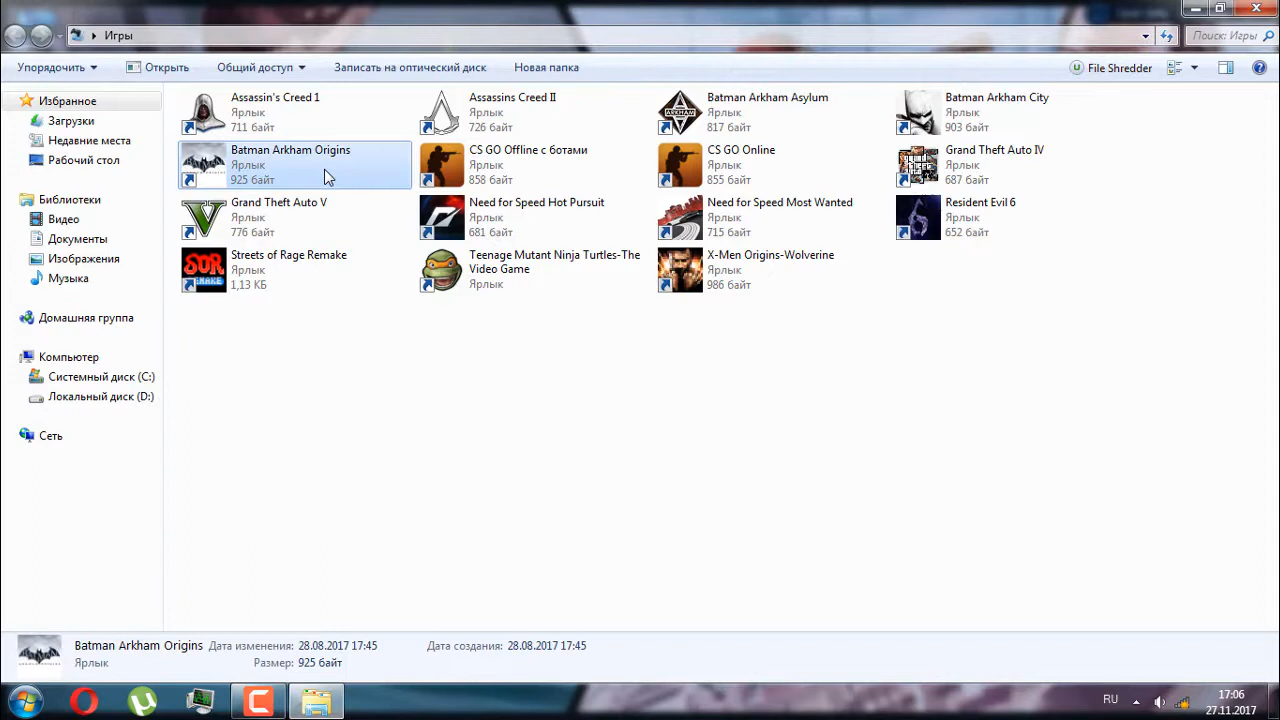 Игры
Поиск: Игры
Упорядочить Открыть Общий доступ Записать на оптический диск Новая папка File Shredder
Избранное
Загрузки
Недавние места
Рабочий стол
Библиотеки
Видео
Документы
Изображения
Музыка
Домашняя группа
Компьютер
Системный диск (C:)
Локальный диск (D:)
Сеть
Assassin's Creed 1
Ярлык
711 байт
Assassins Creed II
Ярлык
726 байт
Batman Arkham Asylum
Ярлык
817 байт
Batman Arkham City
Ярлык
903 байт
Batman Arkham Origins
Ярлык
925 байт
CS GO Offline с ботами
Ярлык
858 байт
CS GO Online
Ярлык
855 байт
Grand Theft Auto IV
Ярлык
687 байт
Grand Theft Auto V
Ярлык
776 байт
Need for Speed Hot Pursuit
Ярлык
681 байт
Need for Speed Most Wanted
Ярлык
715 байт
Resident Evil 6
Ярлык
652 байт
Streets of Rage Remake
Ярлык
1,13 КБ
Teenage Mutant Ninja Turtles-The
Video Game
Ярлык
X-Men Origins-Wolverine
Ярлык
986 байт
Batman Arkham Origins Дата изменения: 28.08.2017 17:45 Дата создания: 28.08.2017 17:45
Ярлык Размер: 925 байт
RU
17:06
27.11.2017